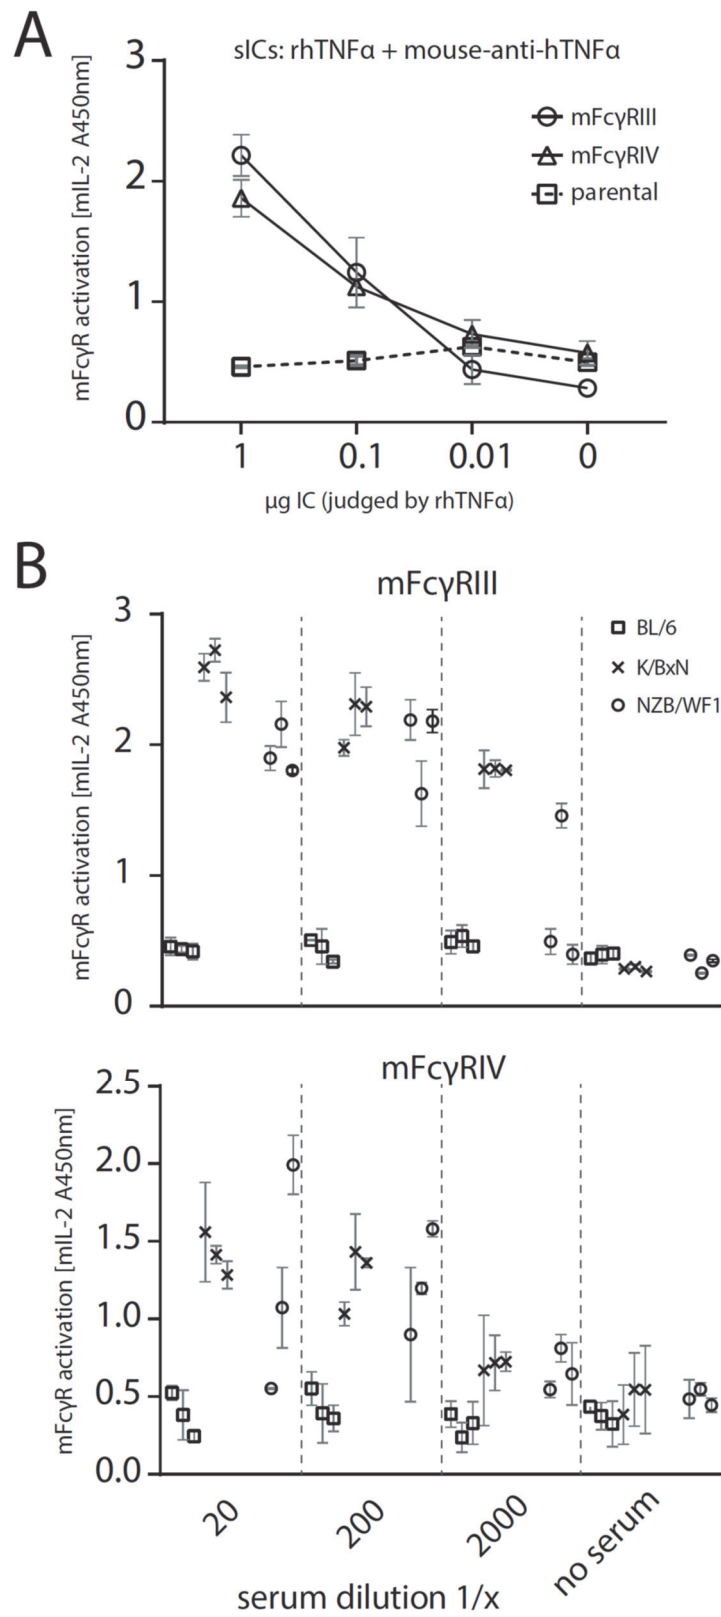 A
sICs: rhTNFα + mouse-anti-hTNFα
mFcγR activation [mIL-2 A450nm]
3
2
1
0
mFcγRIII
mFcγRIV
parental
1 0.1 0.01 0
µg IC (judged by rhTNFα)
B
mFcγRIII
mFcγR activation [mIL-2 A450nm]
3
2
1
0
BL/6
K/BxN
NZB/WF1
mFcγRIV
mFcγR activation [mIL-2 A450nm]
2.5
2.0
1.5
1.0
0.5
0.0
20 200 2000 no serum
serum dilution 1/x